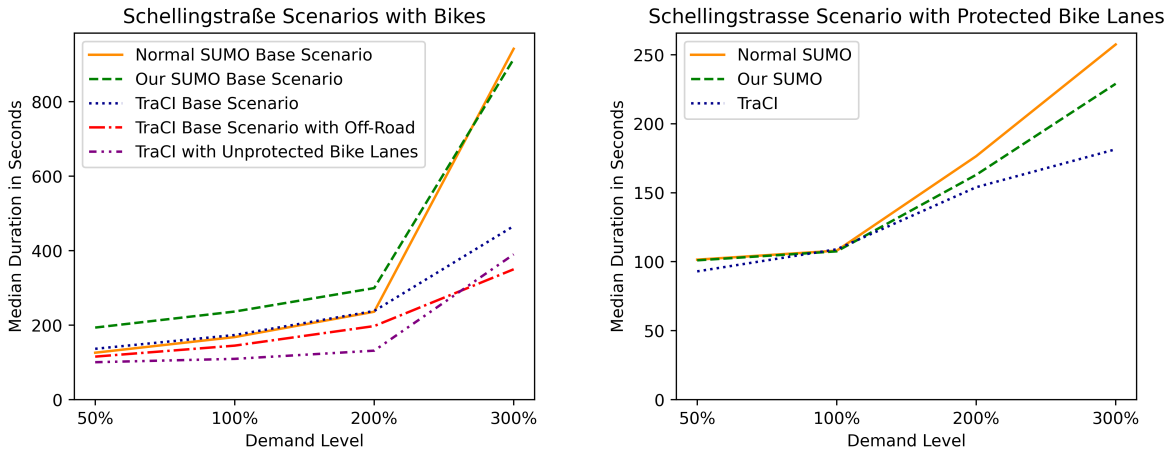 Schellingstraße Scenarios with Bikes
Normal SUMO Base Scenario
Our SUMO Base Scenario
TraCI Base Scenario
TraCI Base Scenario with Off-Road
TraCI with Unprotected Bike Lanes
Median Duration in Seconds
800
600
400
200
0
50%
100%
200%
300%
Demand Level
Schellingstrasse Scenario with Protected Bike Lanes
Normal SUMO
Our SUMO
TraCI
Median Duration in Seconds
250
200
150
100
50
0
50%
100%
200%
300%
Demand Level